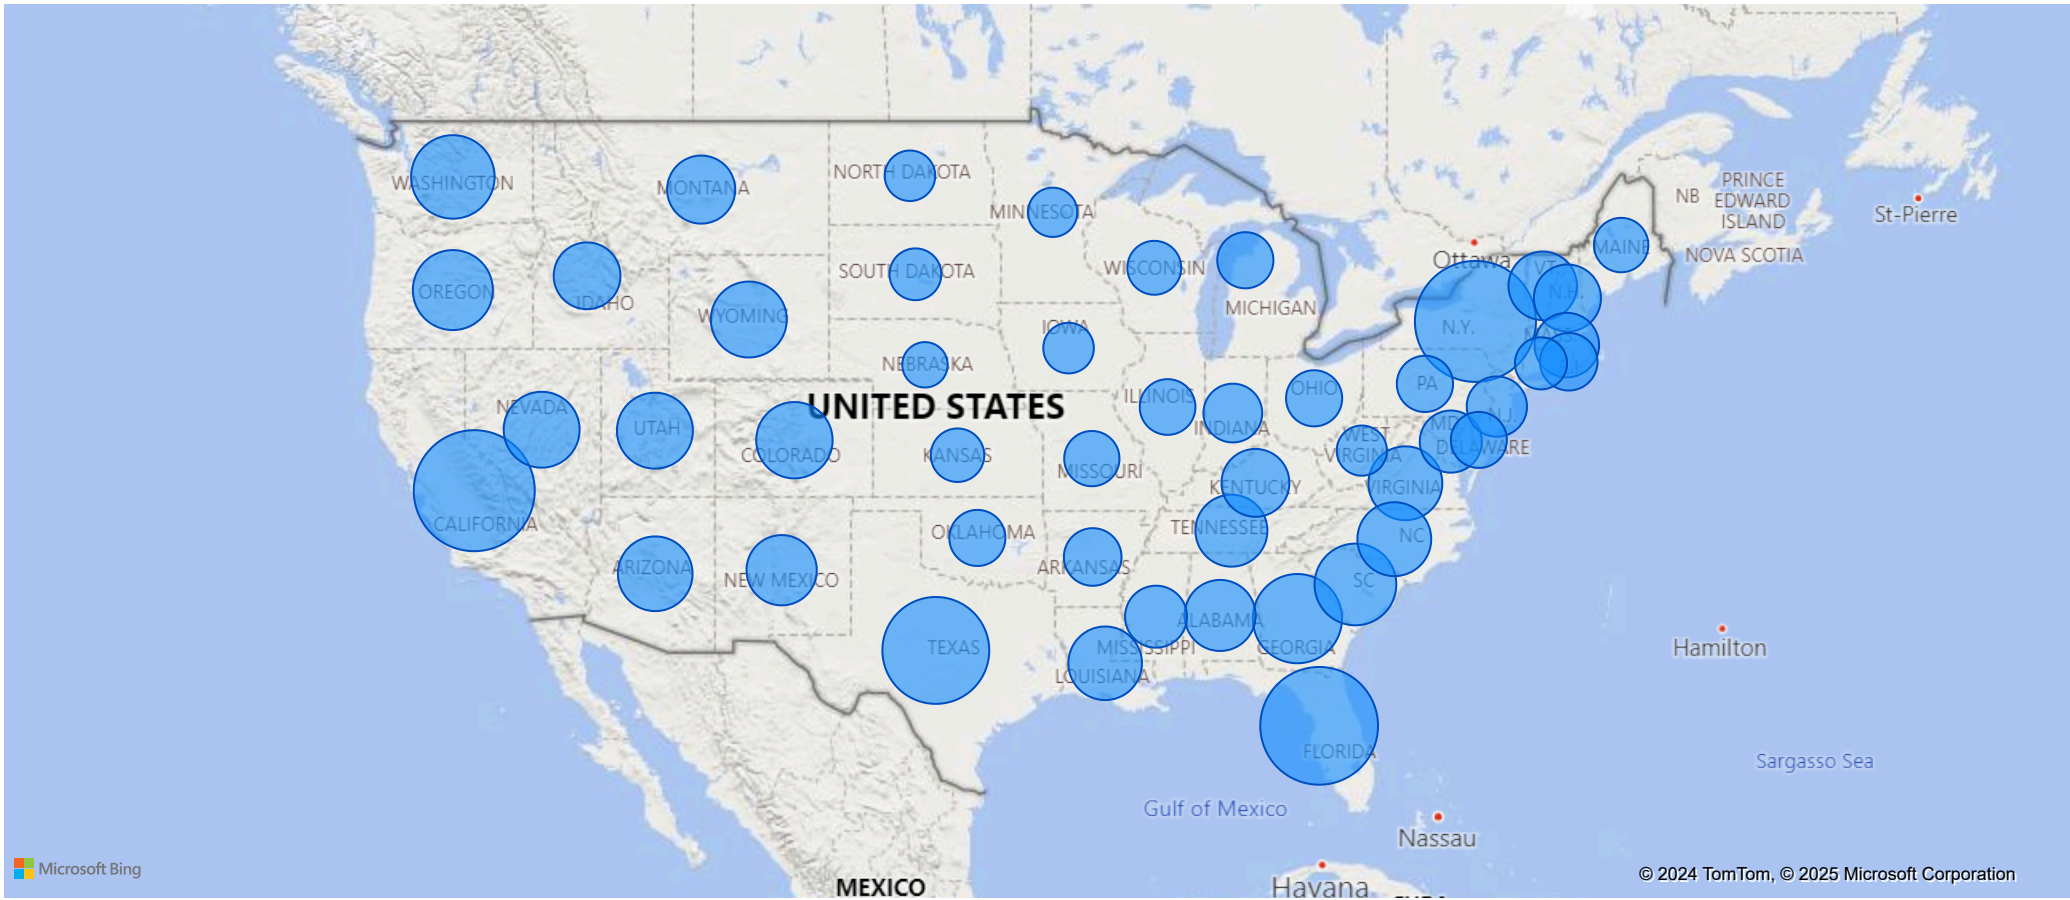 WASHINGTON
MONTANA
NORTH DAKOTA
MINNESOTA
OREGON
IDAHO
WYOMING
SOUTH DAKOTA
WISCONSIN
MICHIGAN
Ottawa
VT.
N.H.
MAINE
NB
PRINCE
EDWARD
ISLAND
NOVA SCOTIA
St-Pierre
N.Y.
MASS.
NEBRASKA
IOWA
NEVADA
UTAH
COLORADO
UNITED STATES
KANSAS
MISSOURI
ILLINOIS
INDIANA
OHIO
PA
N.J.
MD
DELAWARE
WEST
VIRGINIA
VIRGINIA
KENTUCKY
CALIFORNIA
ARIZONA
NEW MEXICO
OKLAHOMA
ARKANSAS
TENNESSEE
NC
SC
TEXAS
LOUISIANA
MISSISSIPPI
ALABAMA
GEORGIA
FLORIDA
Hamilton
Sargasso Sea
Gulf of Mexico
Nassau
Havana
MEXICO
Microsoft Bing
© 2024 TomTom, © 2025 Microsoft Corporation